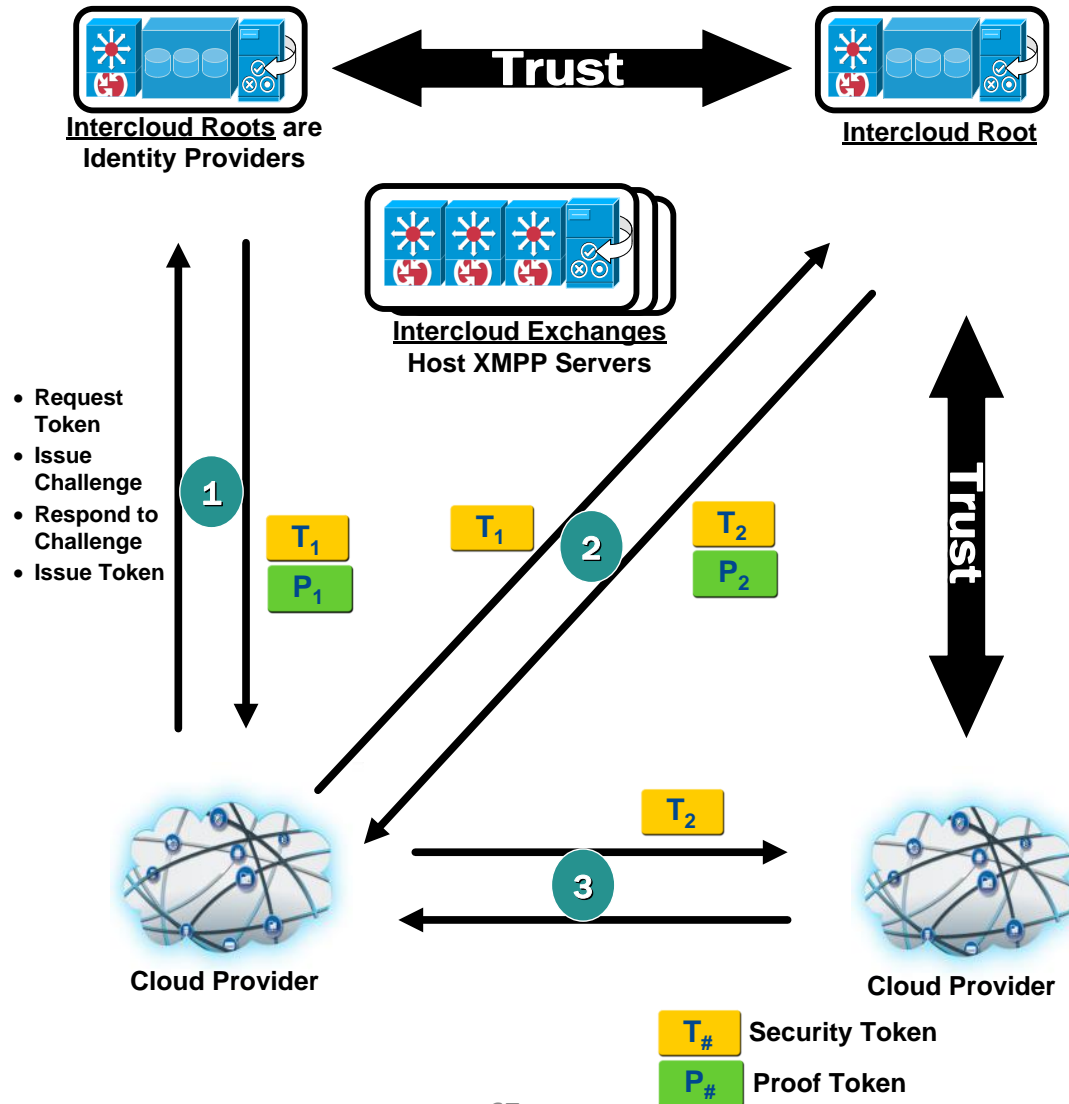 Trust
Intercloud Roots are
Identity Providers
Intercloud Root
Intercloud Exchanges
Host XMPP Servers
• Request
Token
• Issue
Challenge
• Respond to
Challenge
• Issue Token
1
T1
P1
T1
2
T2
P2
Trust
T2
3
Cloud Provider
Cloud Provider
T# Security Token
P# Proof Token